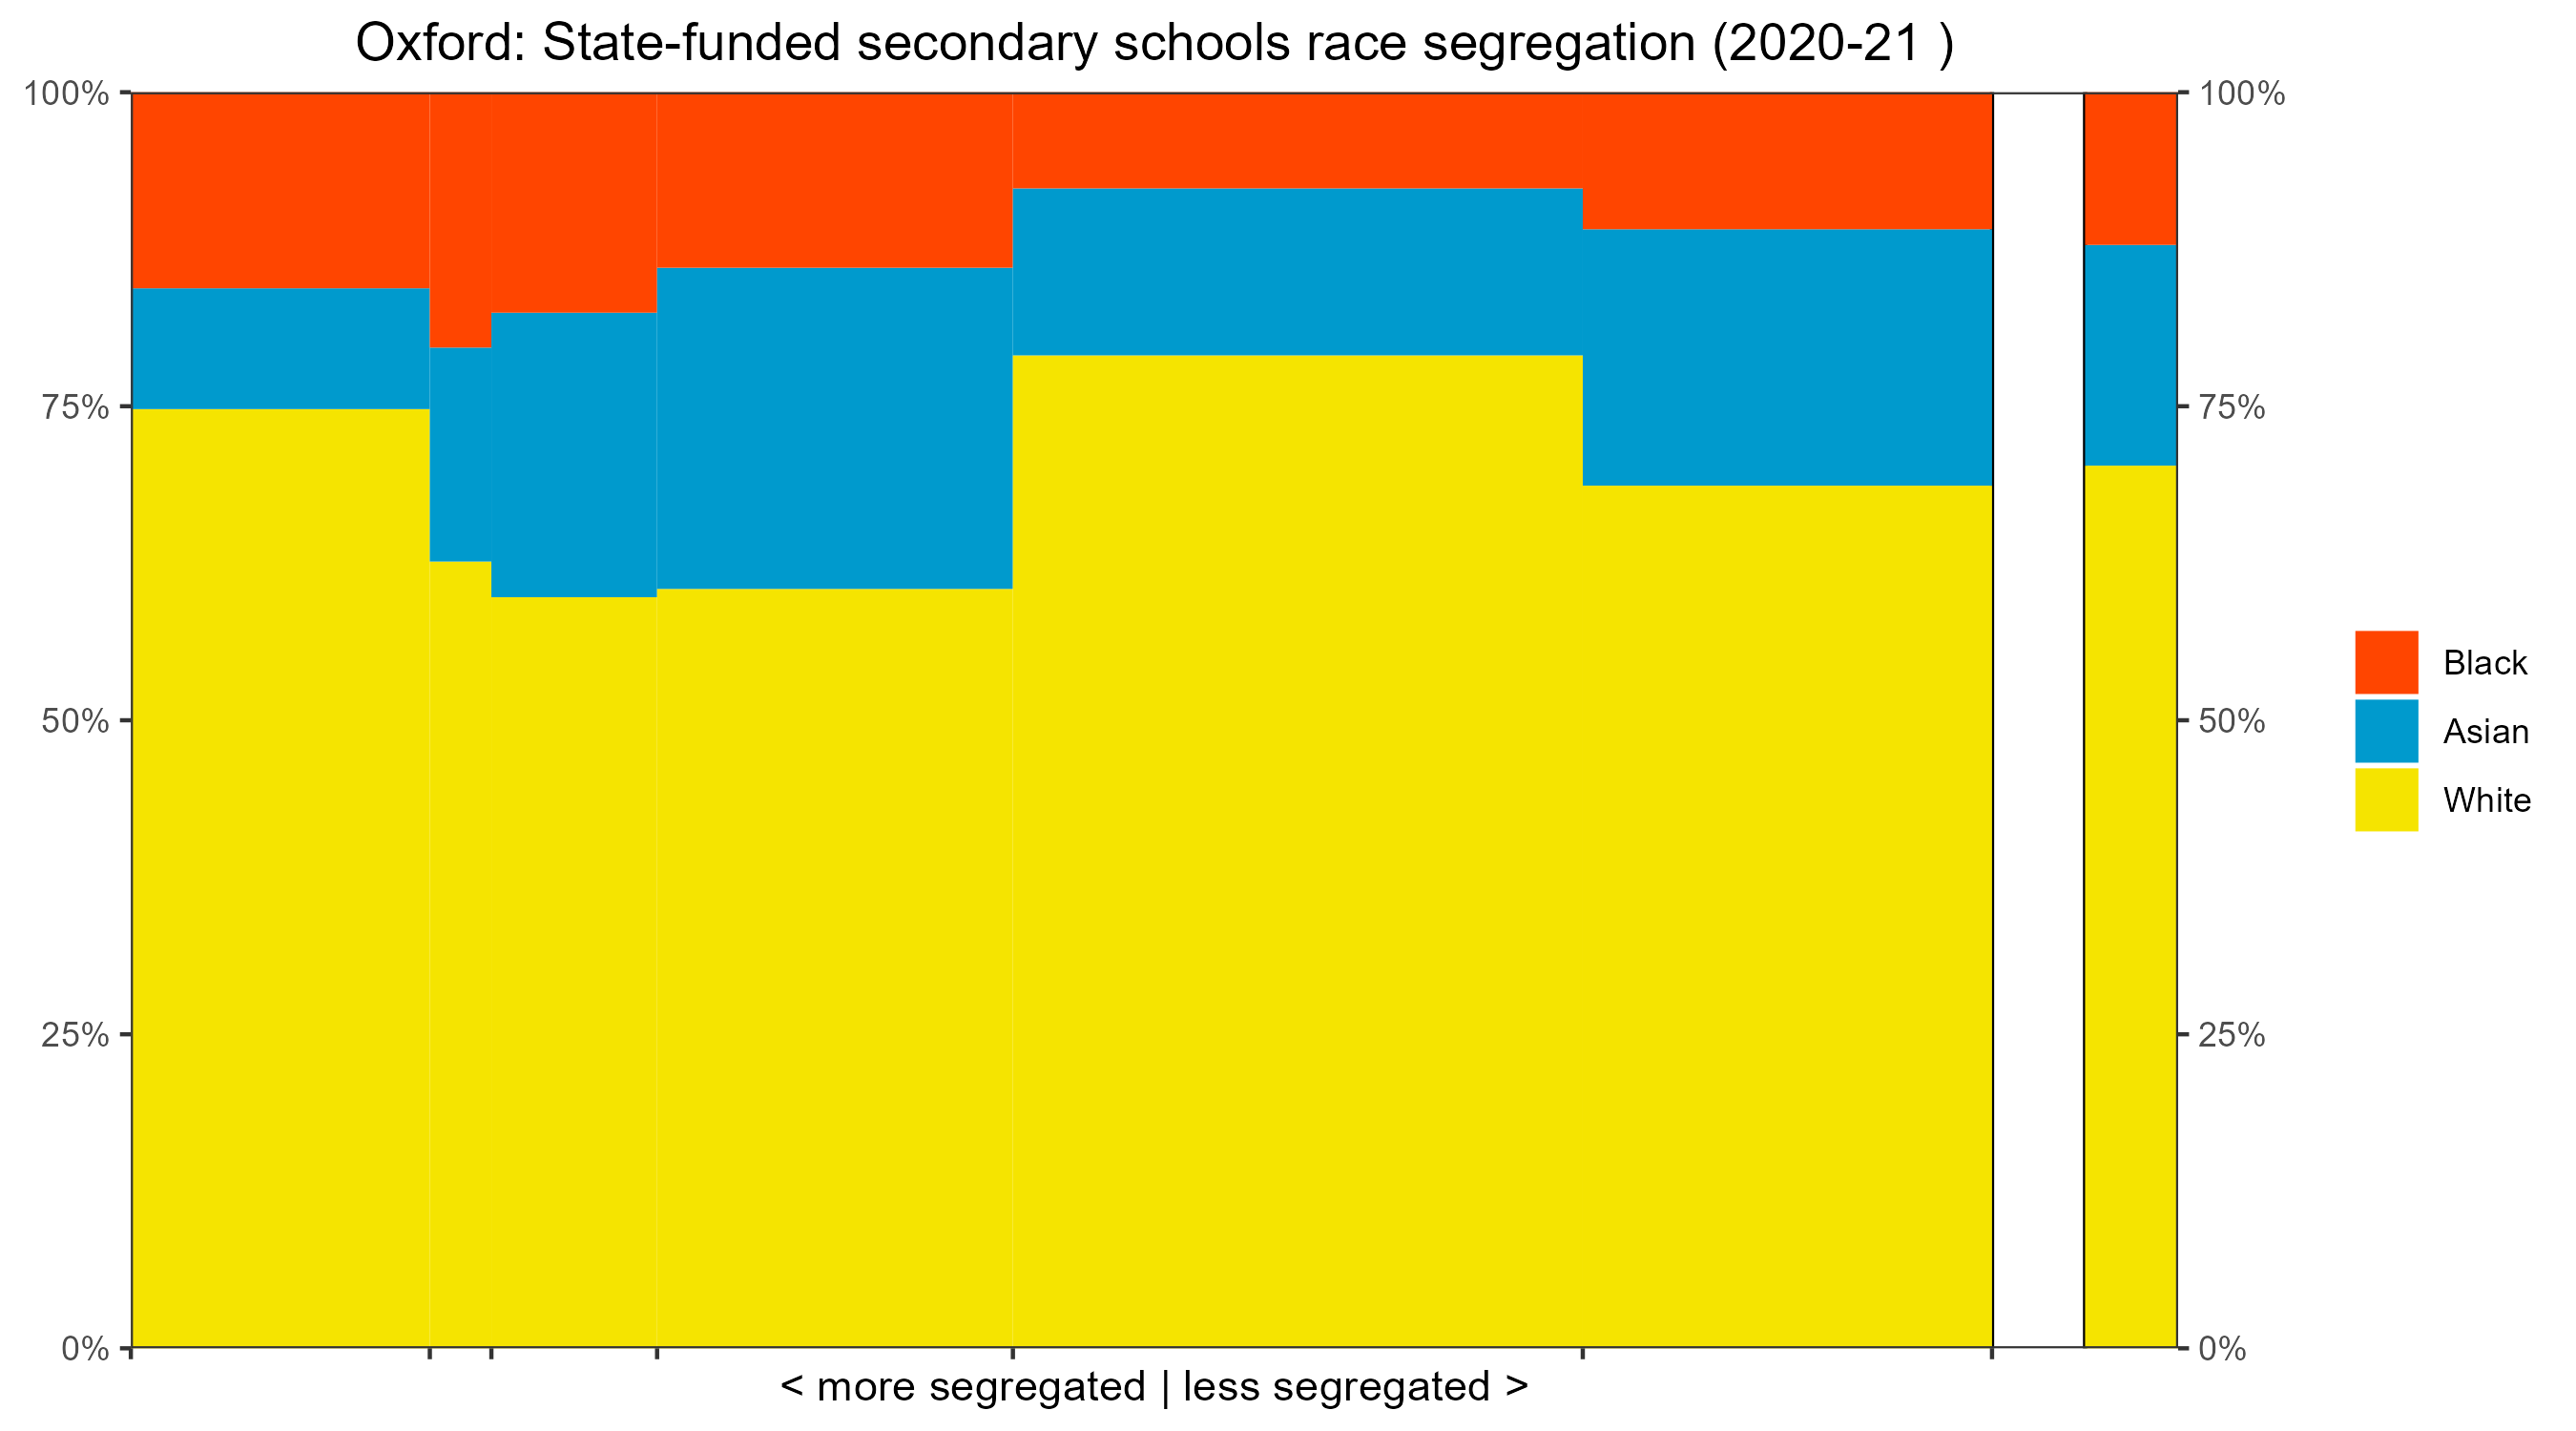 Oxford: State-funded secondary schools race segregation (2020-21 )
100%
75%
50%
25%
0%
100%
75%
50%
25%
0%
< more segregated | less segregated >
Black
Asian
White